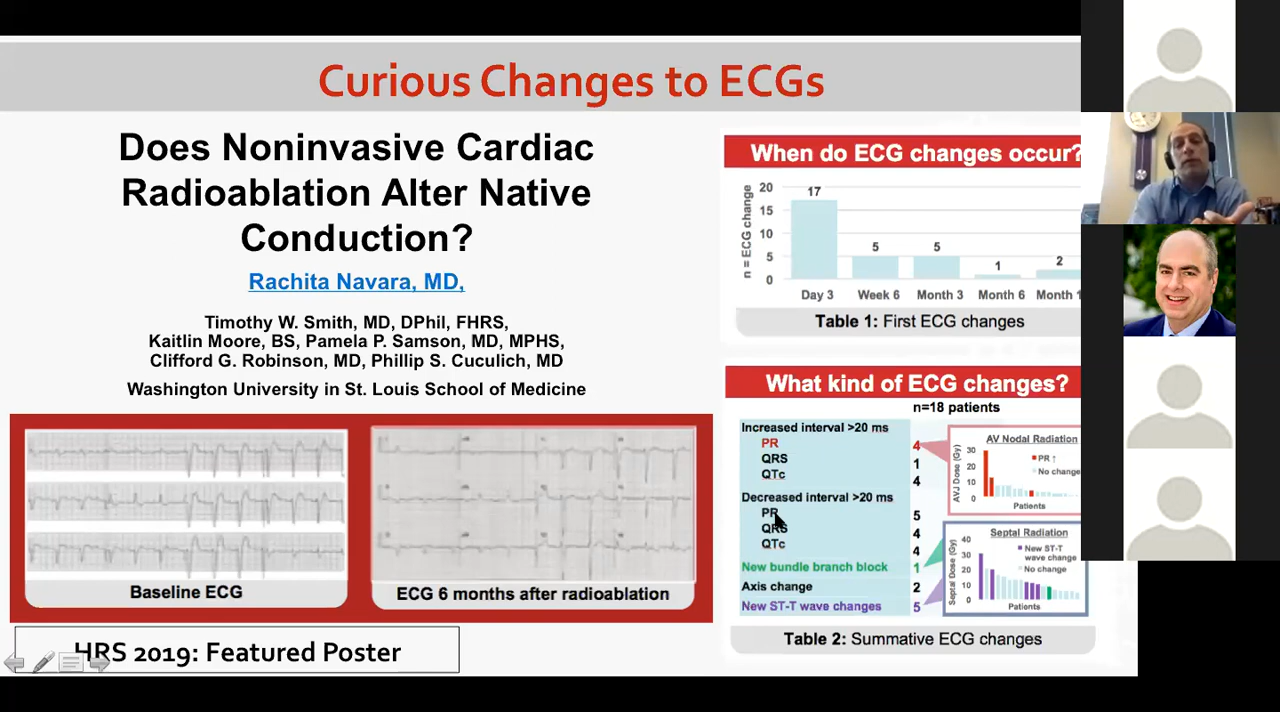 Curious Changes to ECGs
Does Noninvasive Cardiac
Radioablation Alter Native
Conduction?
Rachita Navara, MD,
Timothy W. Smith, MD, DPhil, FHRS,
Kaitlin Moore, BS, Pamela P. Samson, MD, MPHS,
Clifford G. Robinson, MD, Phillip S. Cuculich, MD
Washington University in St. Louis School of Medicine
Baseline ECG
ECG 6 months after radioablation
HRS 2019: Featured Poster
When do ECG changes occur?
n = ECG change
20
15
10
5
0
17
5
5
1
2
Day 3
Week 6
Month 3
Month 6
Month 1
Table 1: First ECG changes
What kind of ECG changes?
n=18 patients
Increased interval >20 ms
PR 4
QRS 1
QTc 4
Decreased interval >20 ms
PR 5
QRS 4
QTc 4
New bundle branch block 1
Axis change 2
New ST-T wave changes 5
AV Nodal Radiation
AVJ Dose (Gy)
30
20
10
0
PR ↑
No change
Patients
Septal Radiation
Septal Dose (Gy)
40
30
20
10
0
New ST-T
wave change
No change
Patients
Table 2: Summative ECG changes